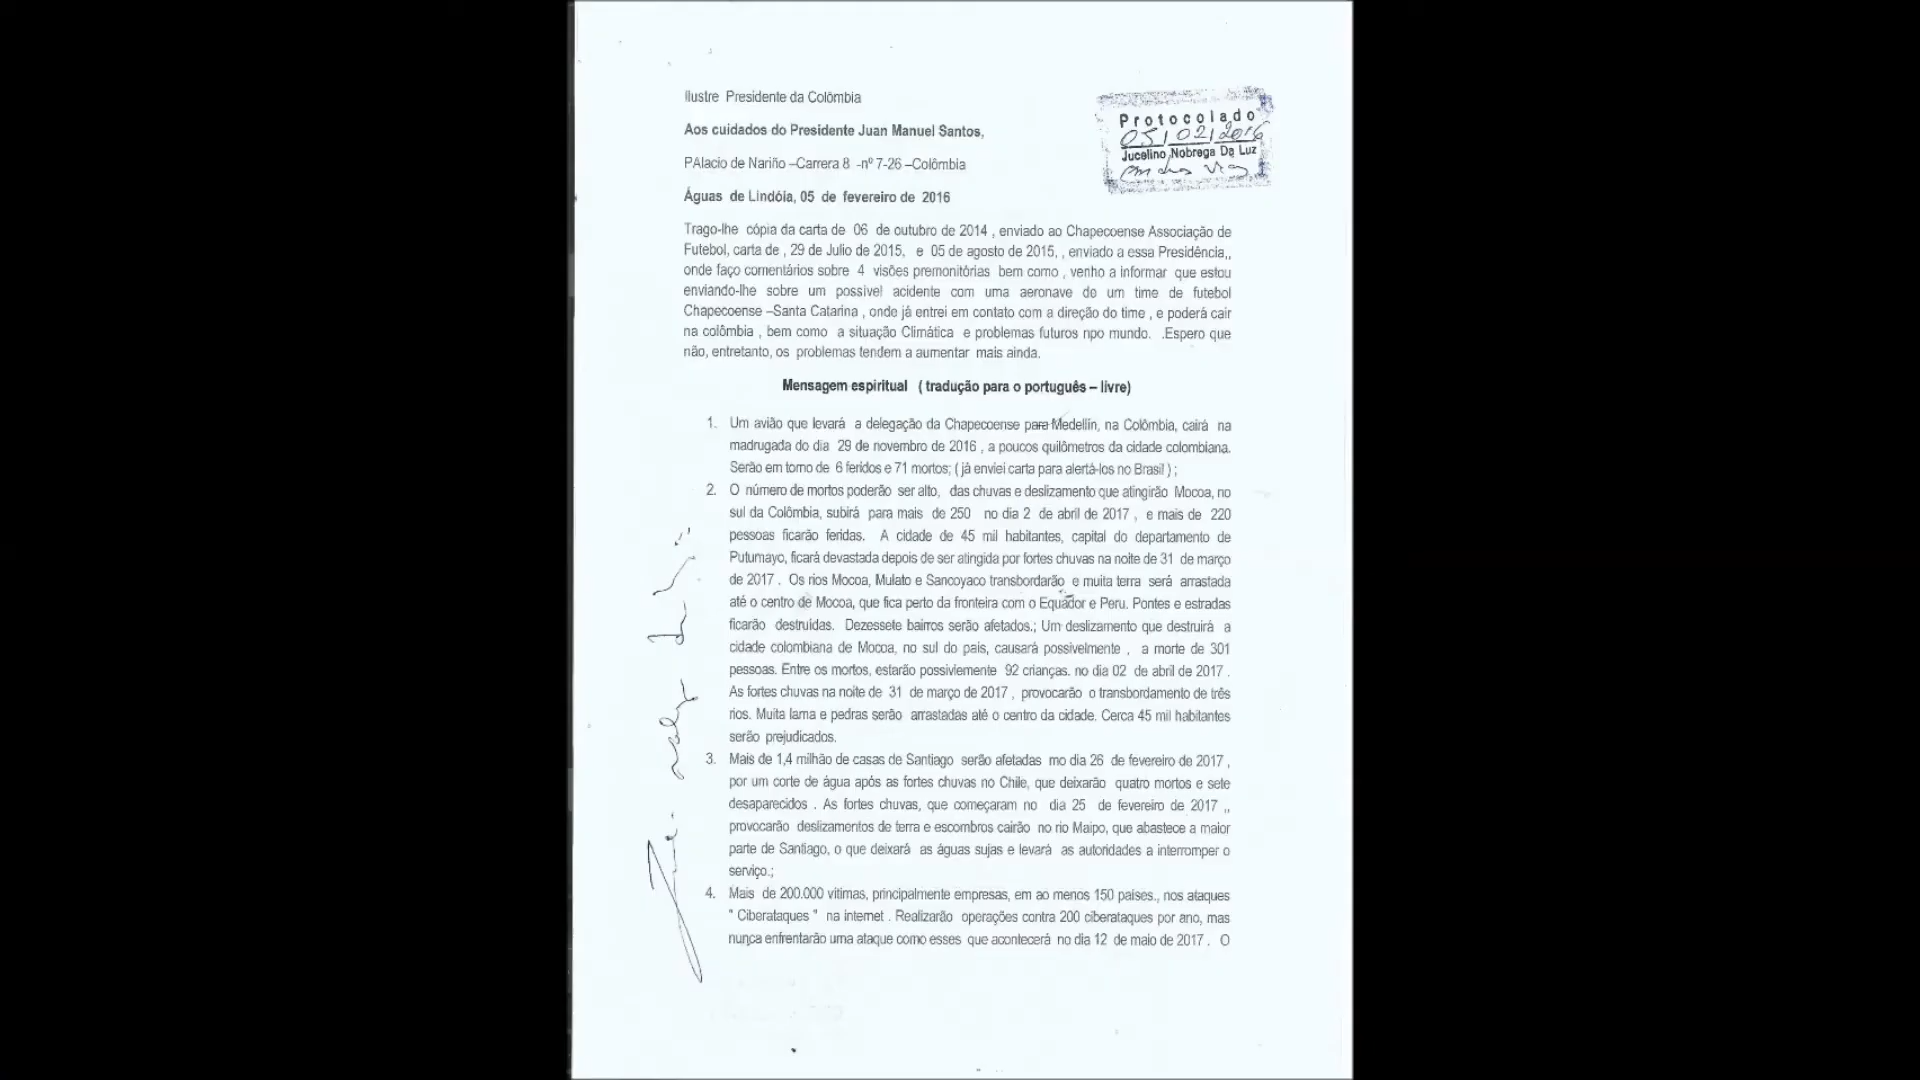 Ilustre Presidente da Colômbia
Aos cuidados do Presidente Juan Manuel Santos,
PAlacio de Nariño –Carrera 8 -nº 7-26 –Colômbia
Águas de Lindóia, 05 de fevereiro de 2016
Protocolado
05/02/2016
Jucelino Nobrega Da Luz
Trago-lhe cópia da carta de 06 de outubro de 2014 , enviado ao Chapecoense Associação de
Futebol, carta de , 29 de Julio de 2015, e 05 de agosto de 2015, , enviado a essa Presidência,,
onde faço comentários sobre 4 visões premonitórias bem como , venho a informar que estou
enviando-lhe sobre um possivel acidente com uma aeronave de um time de futebol
Chapecoense –Santa Catarina , onde já entrei em contato com a direção do time , e poderá cair
na colômbia , bem como a situação Climática e problemas futuros npo mundo. .Espero que
não, entretanto, os problemas tendem a aumentar mais ainda.
Mensagem espiritual ( tradução para o português – livre)
1. Um avião que levará a delegação da Chapecoense para Medellín, na Colômbia, cairá na
madrugada do dia 29 de novembro de 2016 , a poucos quilômetros da cidade colombiana.
Serão em torno de 6 feridos e 71 mortos; ( já enviei carta para alertá-los no Brasil ) ;
2. O número de mortos poderão ser alto, das chuvas e deslizamento que atingirão Mocoa, no
sul da Colômbia, subirá para mais de 250 no dia 2 de abril de 2017 , e mais de 220
pessoas ficarão feridas. A cidade de 45 mil habitantes, capital do departamento de
Putumayo, ficará devastada depois de ser atingida por fortes chuvas na noite de 31 de março
de 2017 . Os rios Mocoa, Mulato e Sancoyaco transbordarão e muita terra será arrastada
até o centro de Mocoa, que fica perto da fronteira com o Equador e Peru. Pontes e estradas
ficarão destruídas. Dezessete bairros serão afetados.; Um deslizamento que destruirá a
cidade colombiana de Mocoa, no sul do país, causará possivelmente , a morte de 301
pessoas. Entre os mortos, estarão possivlemente 92 crianças. no dia 02 de abril de 2017 .
As fortes chuvas na noite de 31 de março de 2017 , provocarão o transbordamento de três
rios. Muita lama e pedras serão arrastadas até o centro da cidade. Cerca 45 mil habitantes
serão prejudicados.
3. Mais de 1,4 milhão de casas de Santiago serão afetadas mo dia 26 de fevereiro de 2017 ,
por um corte de água após as fortes chuvas no Chile, que deixarão quatro mortos e sete
desaparecidos . As fortes chuvas, que começaram no dia 25 de fevereiro de 2017 ,,
provocarão deslizamentos de terra e escombros cairão no rio Maipo, que abastece a maior
parte de Santiago, o que deixará as águas sujas e levará as autoridades a interromper o
serviço.;
4. Mais de 200.000 vítimas, principalmente empresas, em ao menos 150 países., nos ataques
" Ciberataques " na internet . Realizarão operações contra 200 ciberataques por ano, mas
nunca enfrentarão uma ataque como esses que acontecerá no dia 12 de maio de 2017 . O